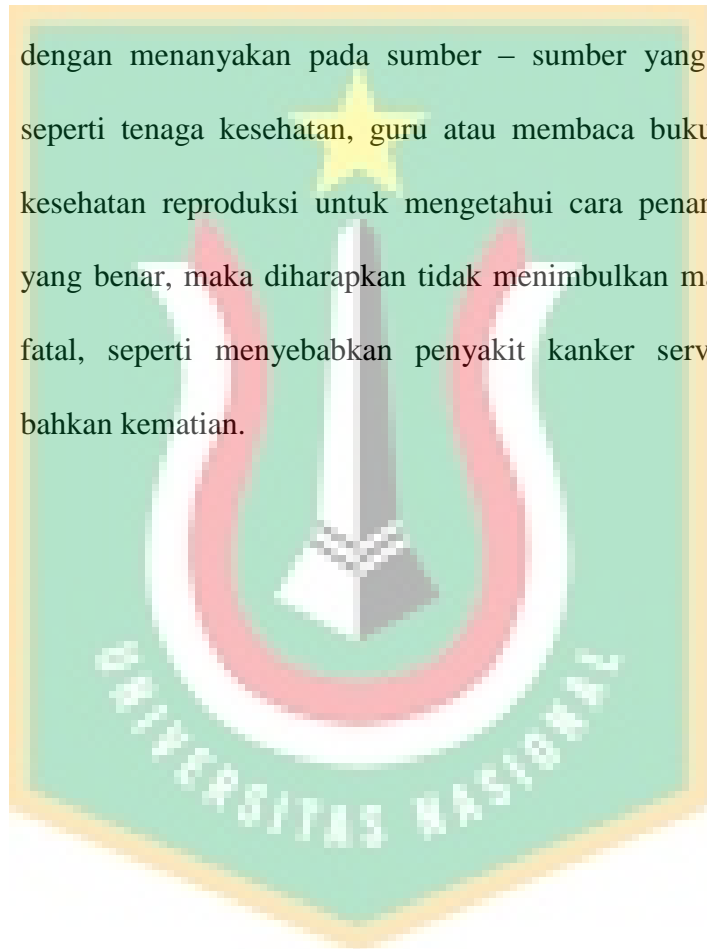 dengan menanyakan pada sumber – sumber yang
seperti tenaga kesehatan, guru atau membaca buku
kesehatan reproduksi untuk mengetahui cara
yang benar, maka diharapkan tidak menimbulkan
fatal, seperti menyebabkan penyakit kanker
bahkan kematian.
UNIVERSITAS NASIONAL